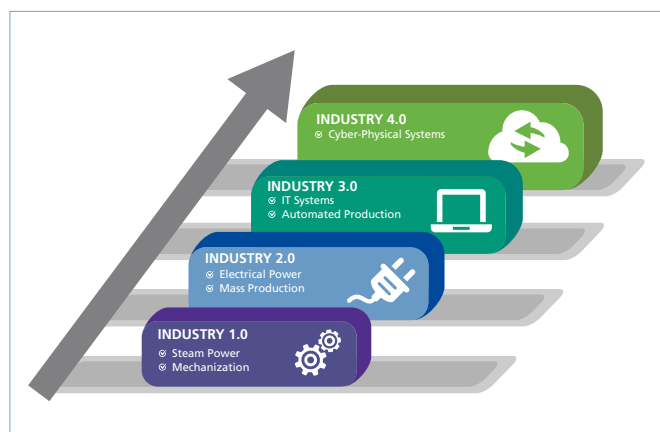 INDUSTRY 4.0
Cyber-Physical Systems
INDUSTRY 3.0
IT Systems
Automated Production
INDUSTRY 2.0
Electrical Power
Mass Production
INDUSTRY 1.0
Steam Power
Mechanization